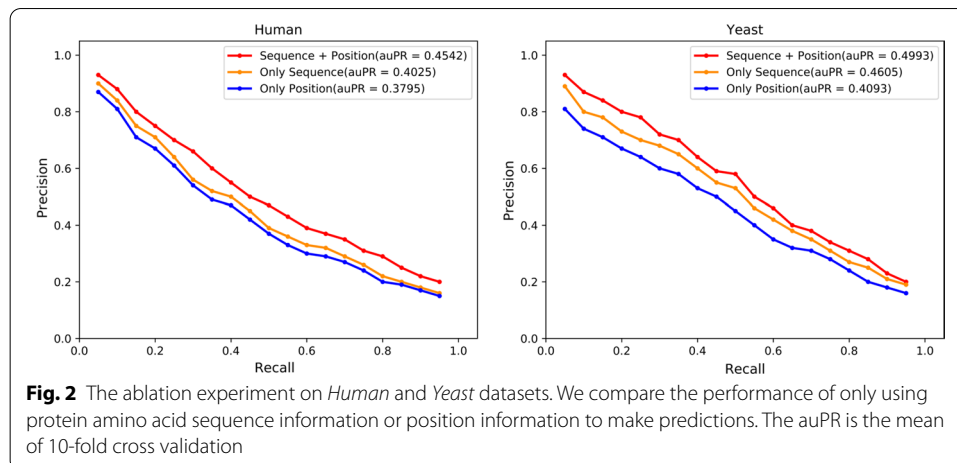 Human
Sequence + Position(auPR = 0.4542)
Only Sequence(auPR = 0.4025)
Only Position(auPR = 0.3795)
Precision
1.0
0.8
0.6
0.4
0.2
0.0
0.0 0.2 0.4 0.6 0.8 1.0
Recall
Yeast
Sequence + Position(auPR = 0.4993)
Only Sequence(auPR = 0.4605)
Only Position(auPR = 0.4093)
Precision
1.0
0.8
0.6
0.4
0.2
0.0
0.0 0.2 0.4 0.6 0.8 1.0
Recall
Fig. 2 The ablation experiment on Human and Yeast datasets. We compare the performance of only using
protein amino acid sequence information or position information to make predictions. The auPR is the mean
of 10-fold cross validation